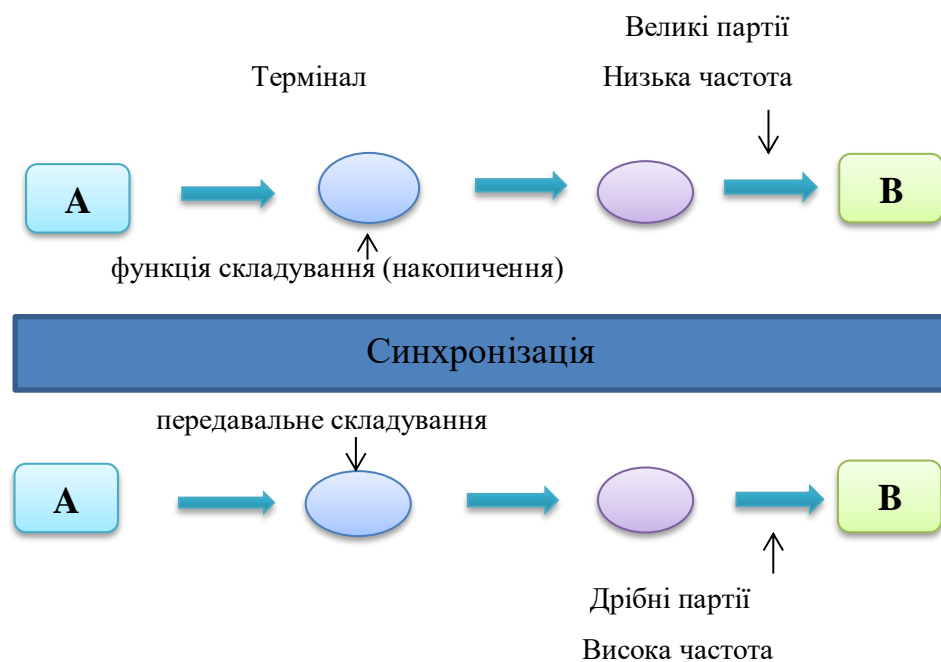 Великі партії
Термінал
Низька частота
А
В
функція складування (накопичення)
Синхронізація
передавальне складування
А
В
Дрібні партії
Висока частота